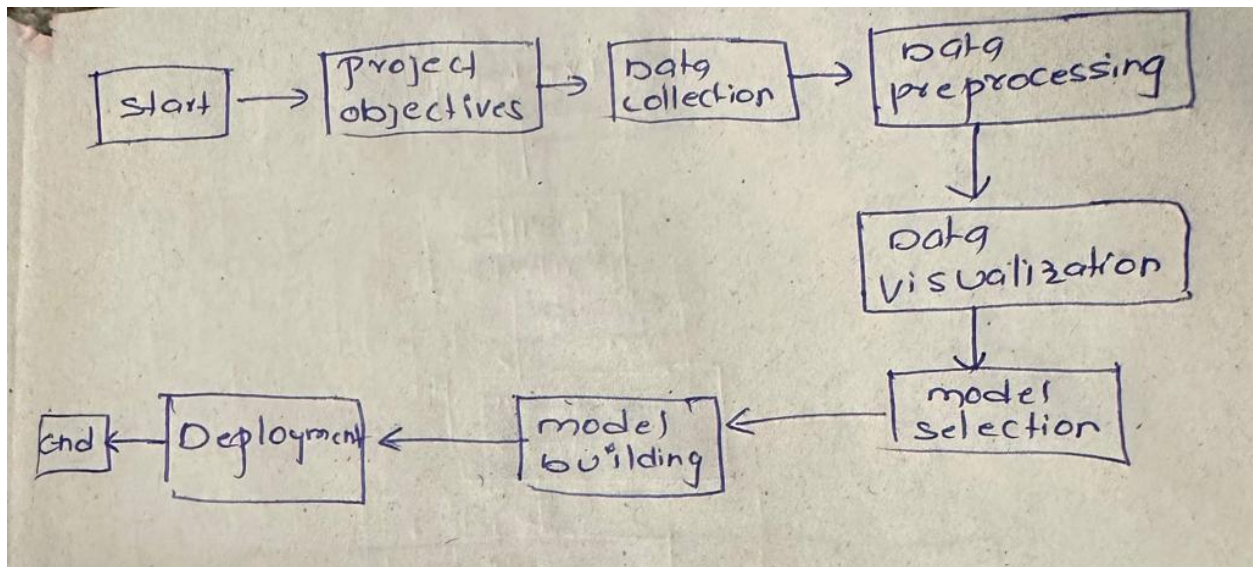 Start
project
objectives
Data
collection
Data
preprocessing
Data
visualization
model
selection
model
building
Deployment
End